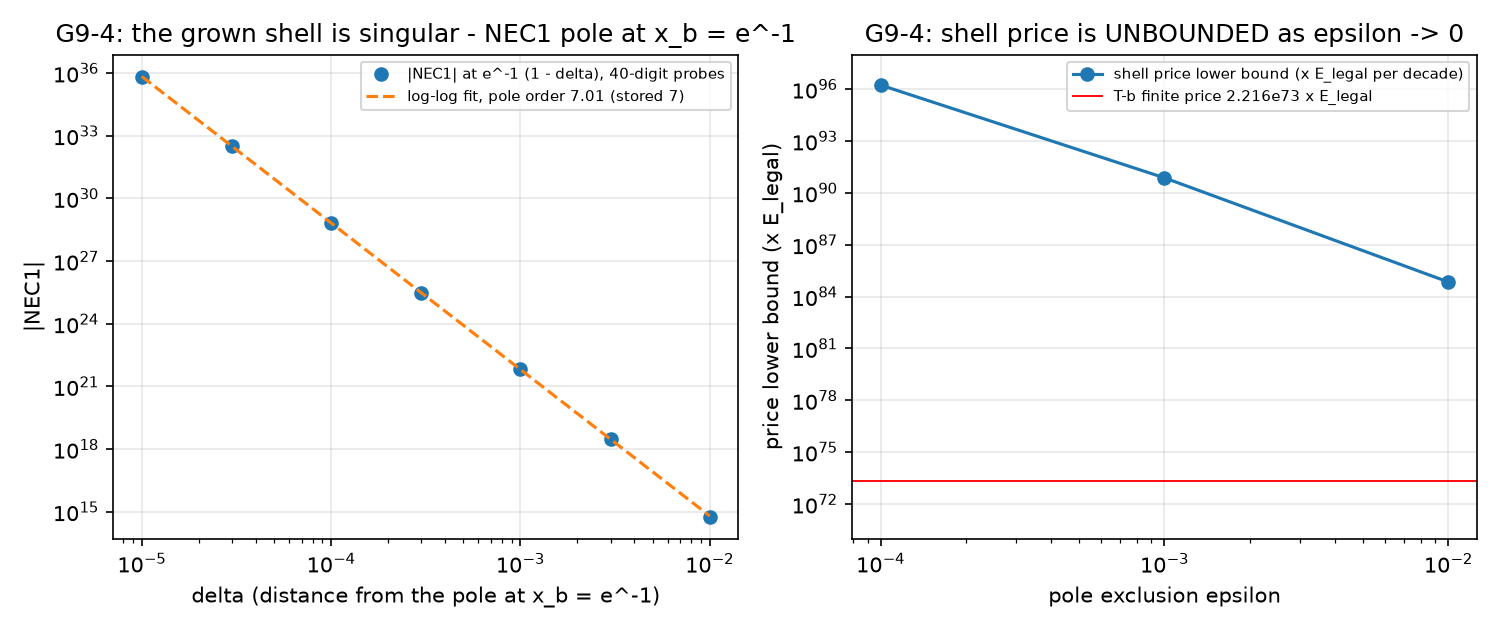 G9-4: the grown shell is singular - NEC1 pole at x_b = e^-1
|NEC1| at e^-1 (1 - delta), 40-digit probes
log-log fit, pole order 7.01 (stored 7)
|NEC1|
10^36
10^33
10^30
10^27
10^24
10^21
10^18
10^15
10^-5
10^-4
10^-3
10^-2
delta (distance from the pole at x_b = e^-1)
G9-4: shell price is UNBOUNDED as epsilon -> 0
shell price lower bound (x E_legal per decade)
T-b finite price 2.216e73 x E_legal
price lower bound (x E_legal)
10^96
10^93
10^90
10^87
10^84
10^81
10^78
10^75
10^72
10^-4
10^-3
10^-2
pole exclusion epsilon